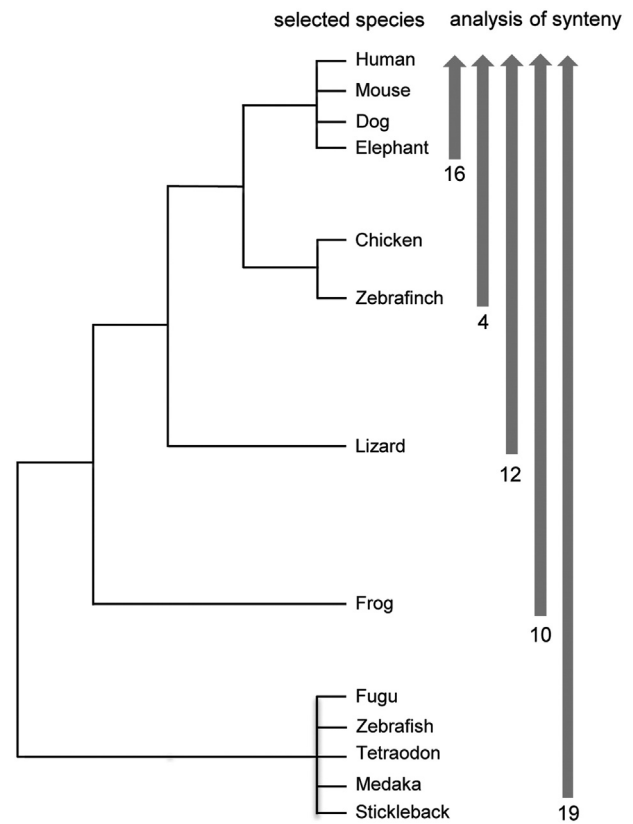 selected species analysis of synteny
Human
Mouse
Dog
Elephant
16
Chicken
Zebrafinch
4
Lizard
12
Frog
10
Fugu
Zebrafish
Tetraodon
Medaka
Stickleback
19